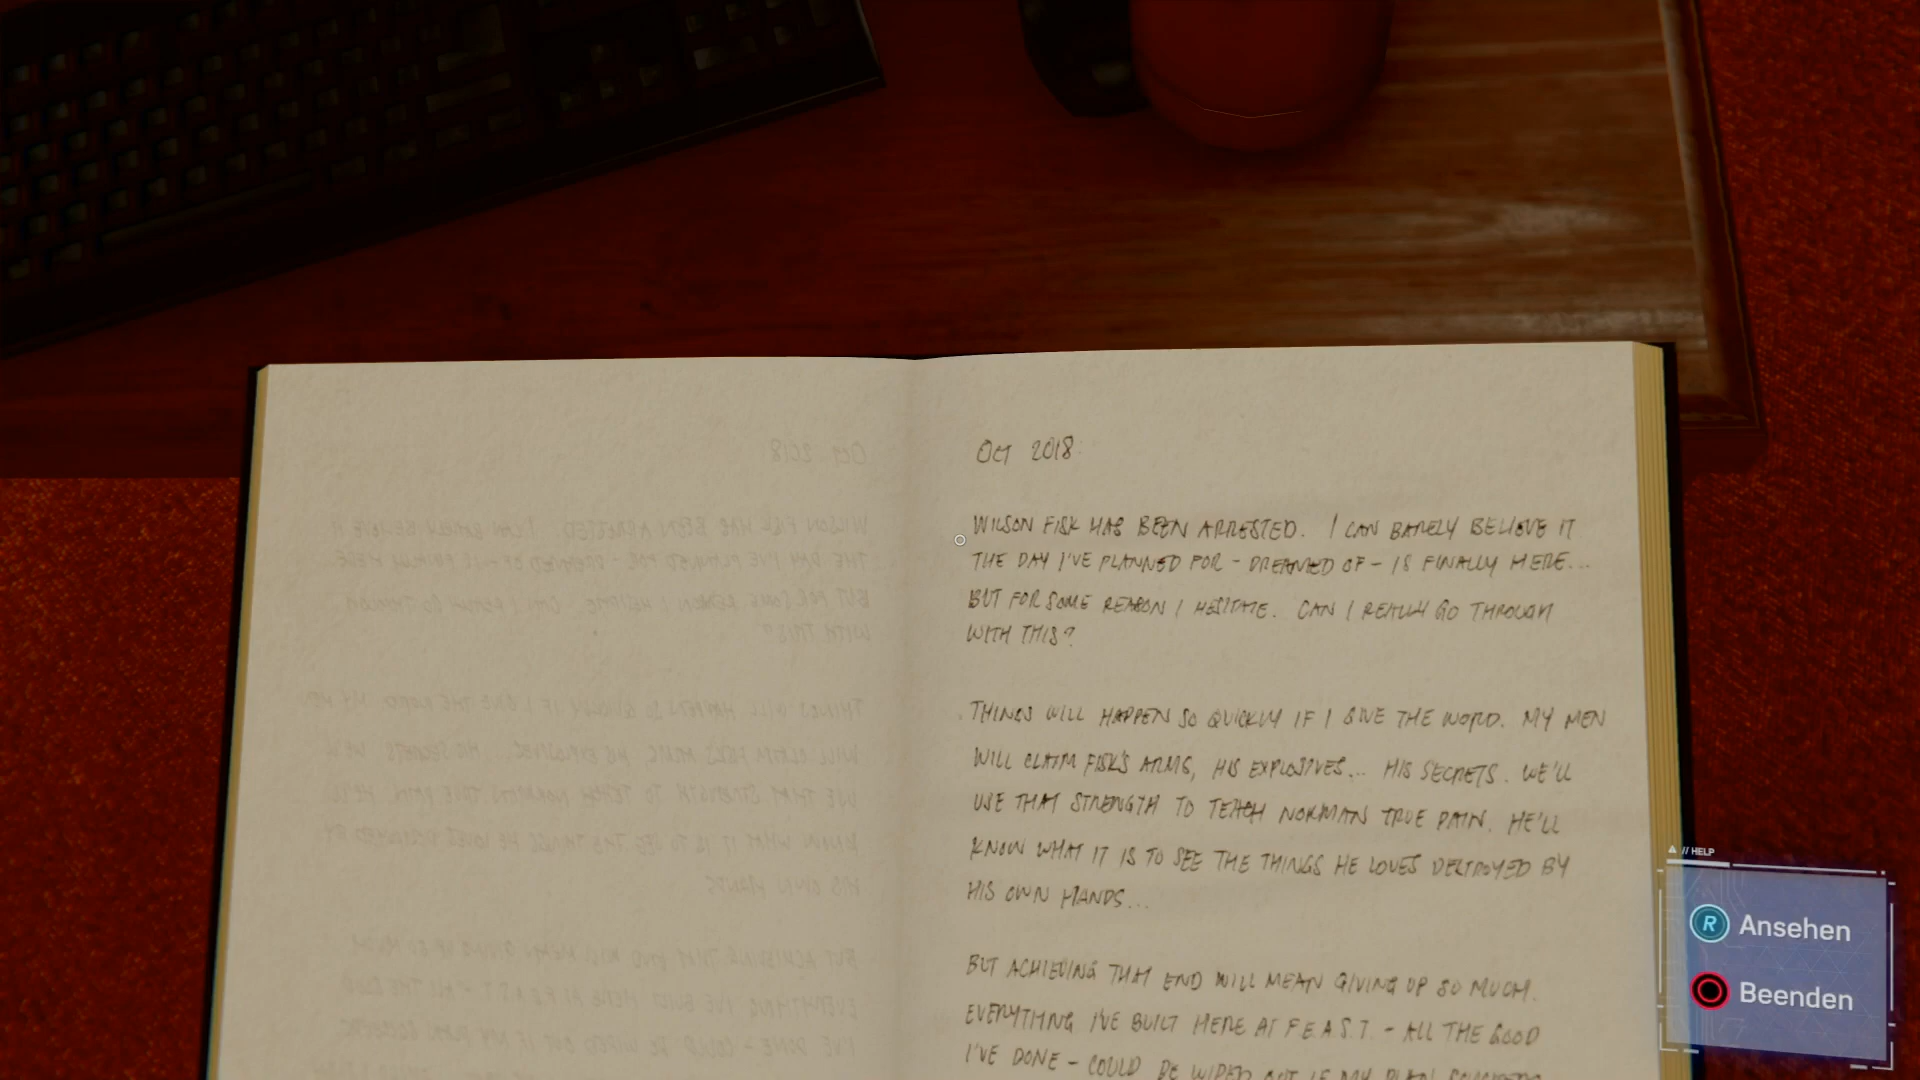 OCT 2018
WILSON FISK HAS BEEN ARRESTED. I CAN BARELY BELIEVE IT
THE DAY I'VE PLANNED FOR - DREAMED OF - IS FINALLY HERE...
BUT FOR SOME REASON I HESITATE. CAN I REALLY GO THROUGH
WITH THIS?
THINGS WILL HAPPEN SO QUICKLY IF I GIVE THE WORD. MY MEN
WILL CLAIM FISK'S ARMS, HIS EXPLOSIVES... HIS SECRETS. WE'LL
USE THAT STRENGTH TO TEACH NORMAN TRUE PAIN. HE'LL
KNOW WHAT IT IS TO SEE THE THINGS HE LOVES DESTROYED BY
HIS OWN HANDS...
BUT ACHIEVING THAT END WILL MEAN GIVING UP SO MUCH.
EVERYTHING I'VE BUILT HERE AT F.E.A.S.T. - ALL THE GOOD
I'VE DONE - COULD BE WIPED OUT IF MY PLAN SUCCEEDS
// HELP
R Ansehen
Beenden